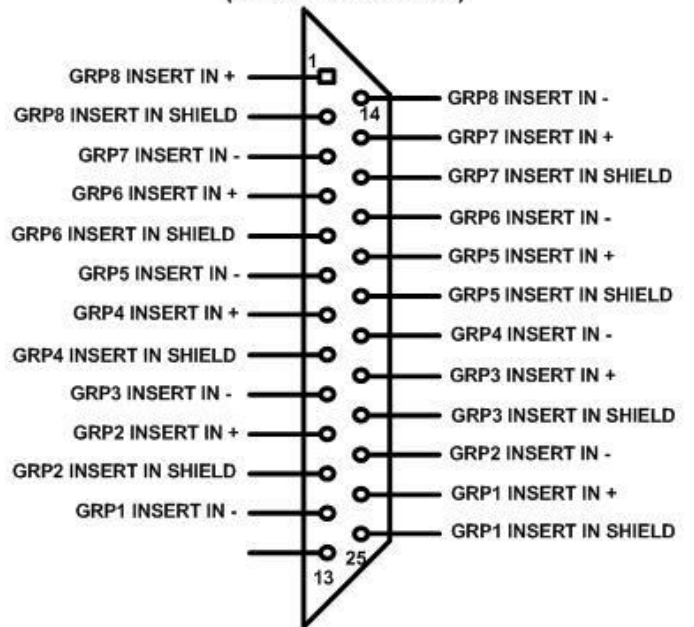 1
GRP8 INSERT IN +
GRP8 INSERT IN SHIELD
GRP7 INSERT IN -
GRP6 INSERT IN +
GRP6 INSERT IN SHIELD
GRP5 INSERT IN -
GRP4 INSERT IN +
GRP4 INSERT IN SHIELD
GRP3 INSERT IN -
GRP2 INSERT IN +
GRP2 INSERT IN SHIELD
GRP1 INSERT IN -
13
14
GRP8 INSERT IN -
GRP7 INSERT IN +
GRP7 INSERT IN SHIELD
GRP6 INSERT IN -
GRP5 INSERT IN +
GRP5 INSERT IN SHIELD
GRP4 INSERT IN -
GRP3 INSERT IN +
GRP3 INSERT IN SHIELD
GRP2 INSERT IN -
GRP1 INSERT IN +
GRP1 INSERT IN SHIELD
25